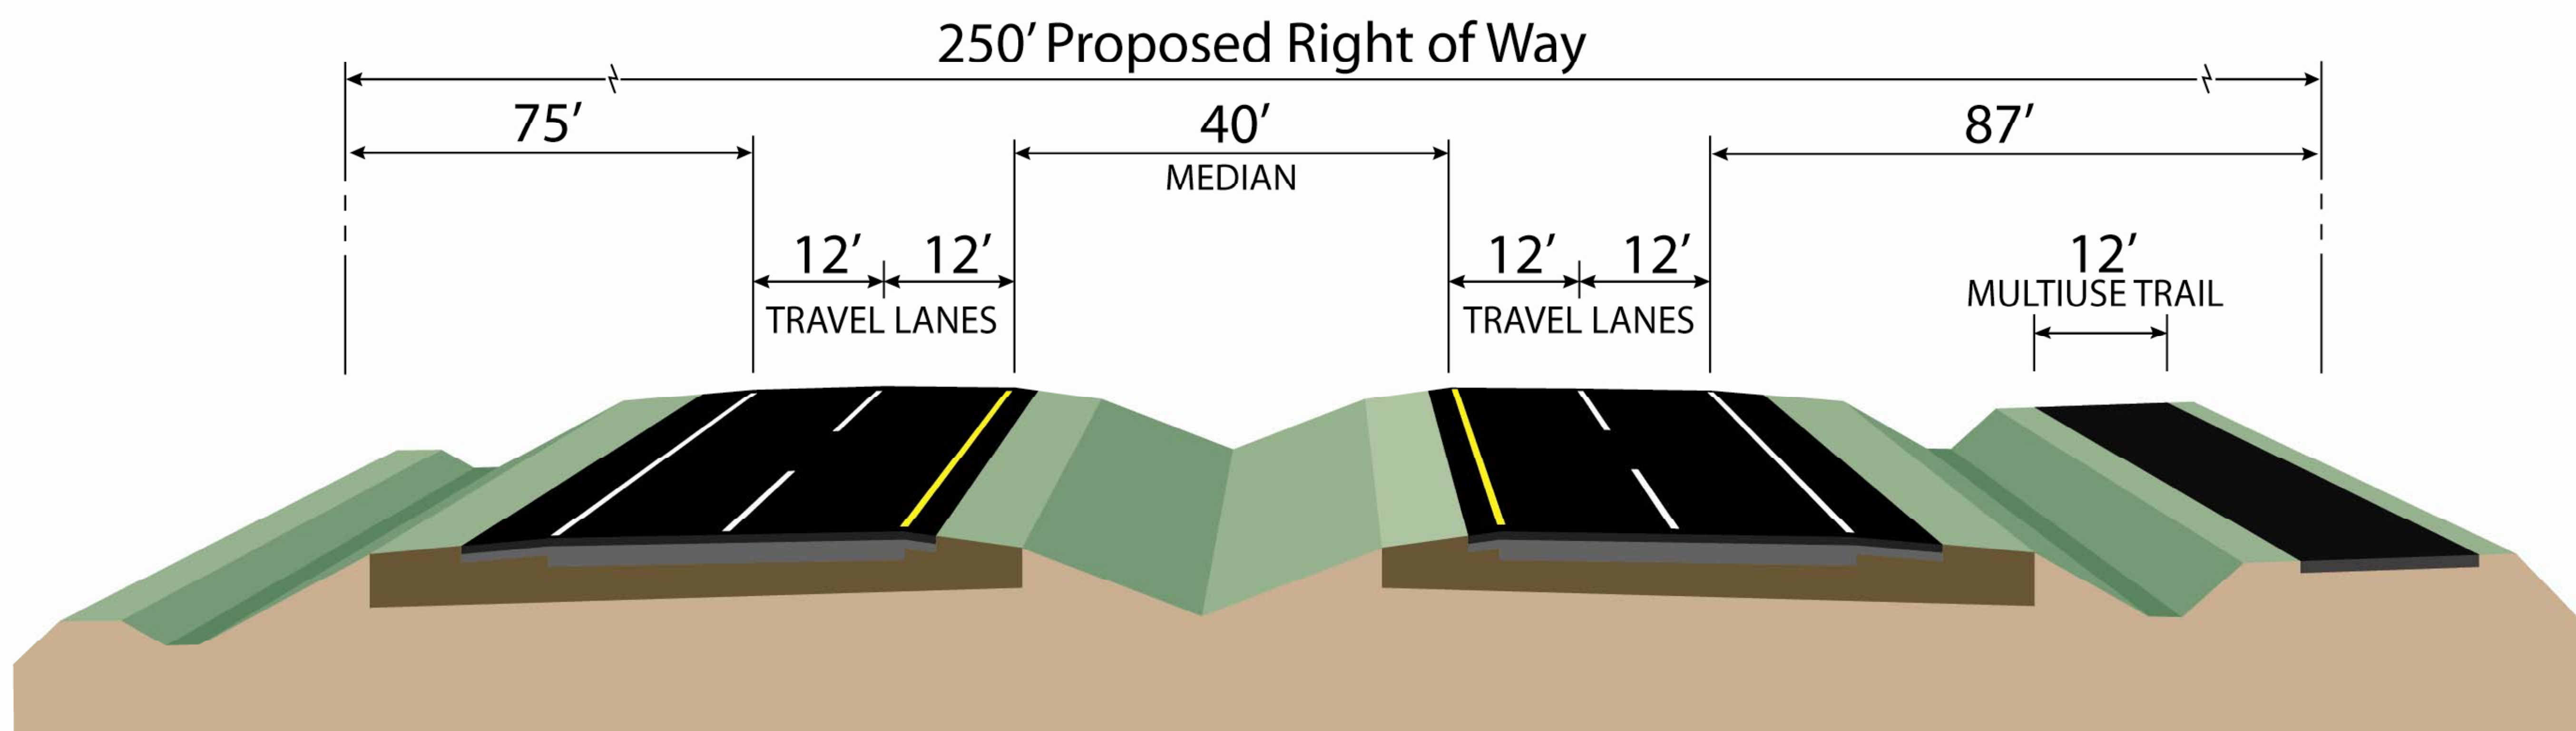 250' Proposed Right of Way
75'
40'
87'
MEDIAN
12' 12'
TRAVEL LANES
12' 12'
TRAVEL LANES
12'
MULTIUSE TRAIL